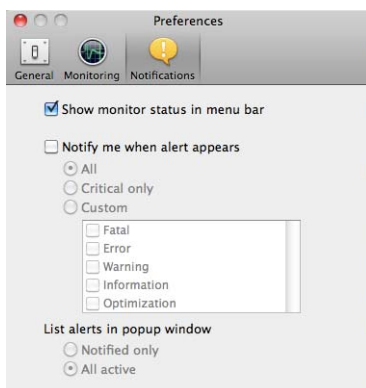 Preferences
General Monitoring Notifications
Show monitor status in menu bar
Notify me when alert appears
All
Critical only
Custom
Fatal
Error
Warning
Information
Optimization
List alerts in popup window
Notified only
All active